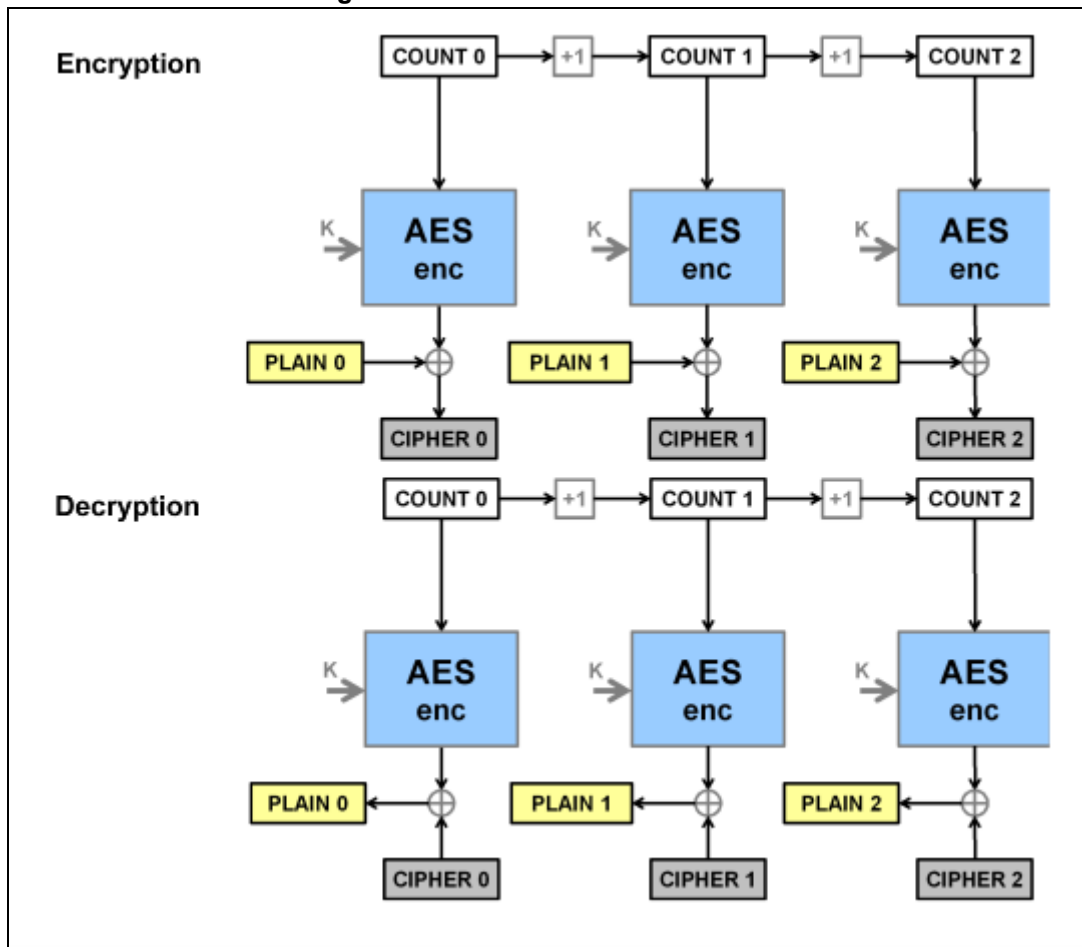 Encryption
COUNT 0 +1 COUNT 1 +1 COUNT 2
K AES enc K AES enc K AES enc
PLAIN 0 PLAIN 1 PLAIN 2
CIPHER 0 CIPHER 1 CIPHER 2
Decryption
COUNT 0 +1 COUNT 1 +1 COUNT 2
K AES enc K AES enc K AES enc
PLAIN 0 PLAIN 1 PLAIN 2
CIPHER 0 CIPHER 1 CIPHER 2